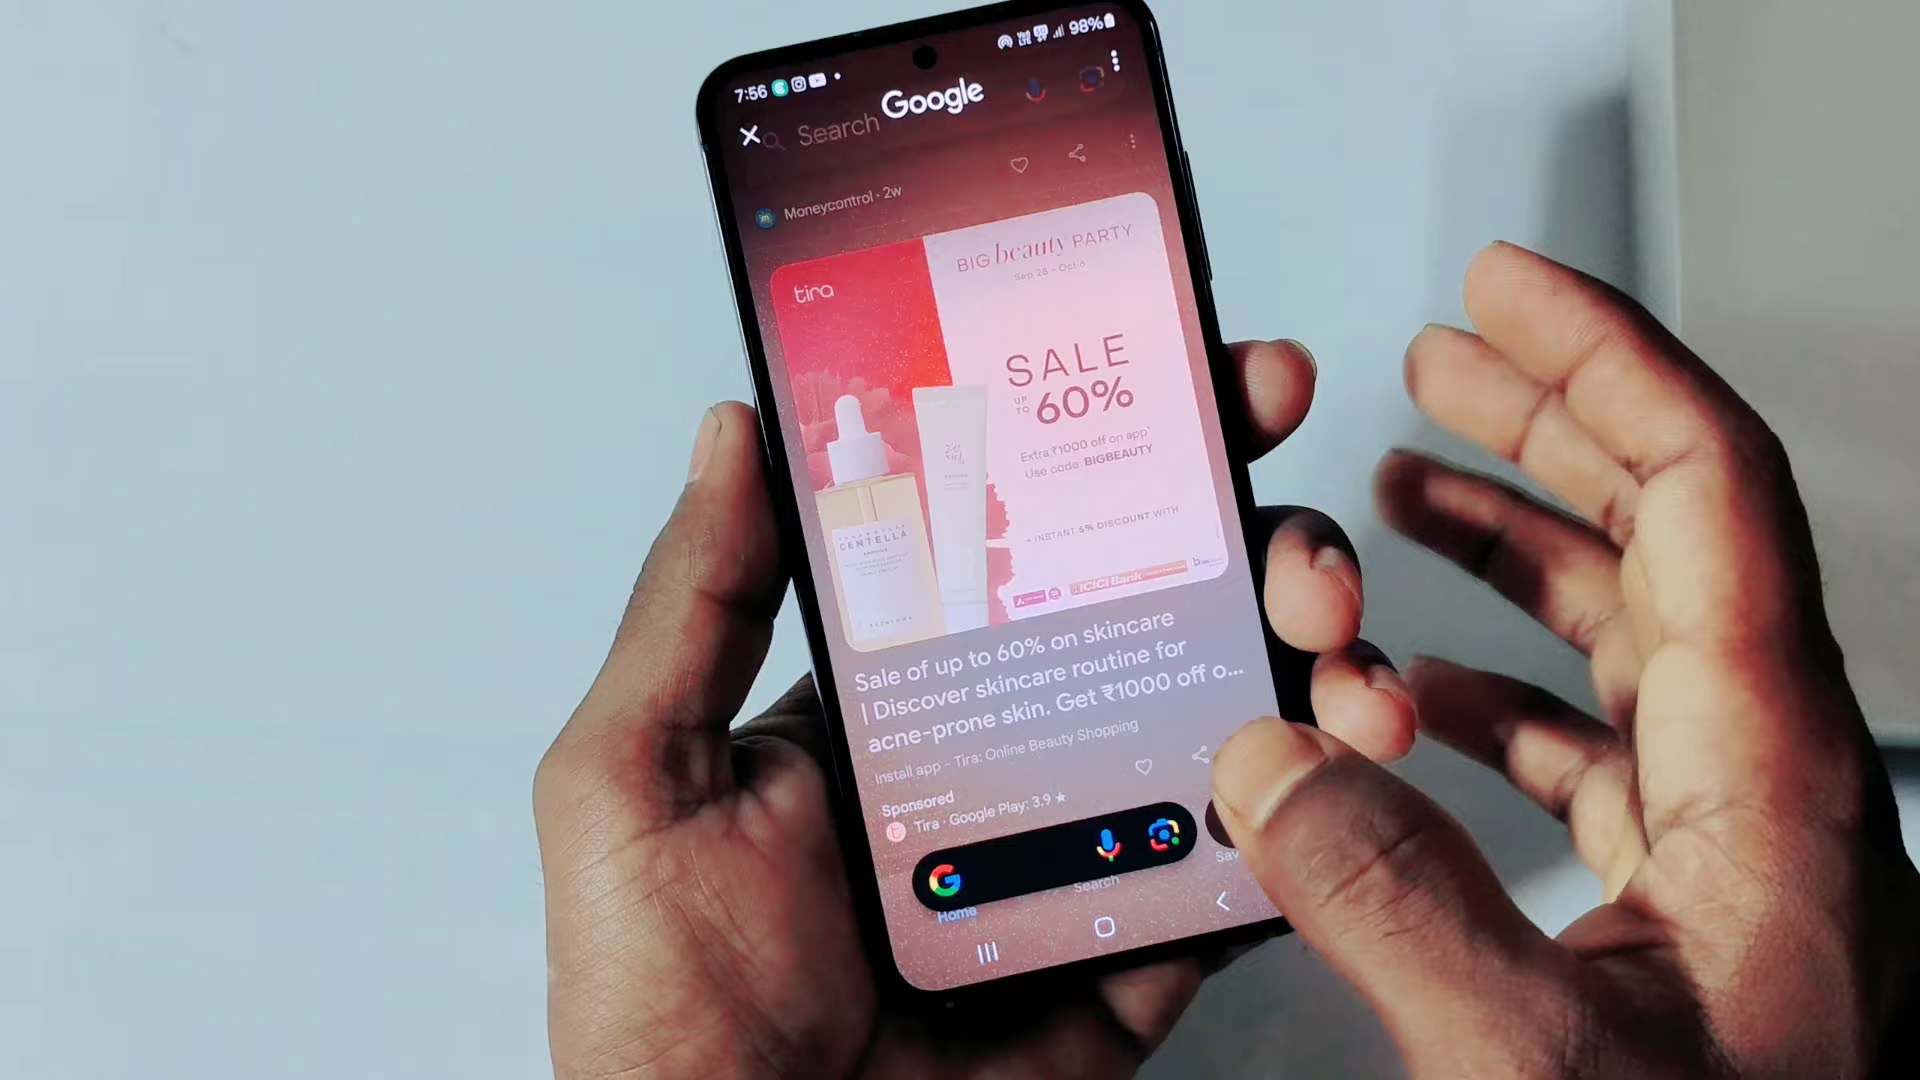 7:56
98%
Google
Search
Moneycontrol · 2w
tira
BIG beauty PARTY
Sep 28 - Oct 6
SALE
UP TO 60%
Extra ₹1000 off on app*
Use code: BIGBEAUTY
+ INSTANT 5% DISCOUNT WITH
ICICI Bank
CENTELLA
AMPOULE
SKIN1004
Sale of up to 60% on skincare
| Discover skincare routine for
acne-prone skin. Get ₹1000 off o...
Install app - Tira: Online Beauty Shopping
Sponsored
Tira · Google Play: 3.9 ★
Sav
Search
Home